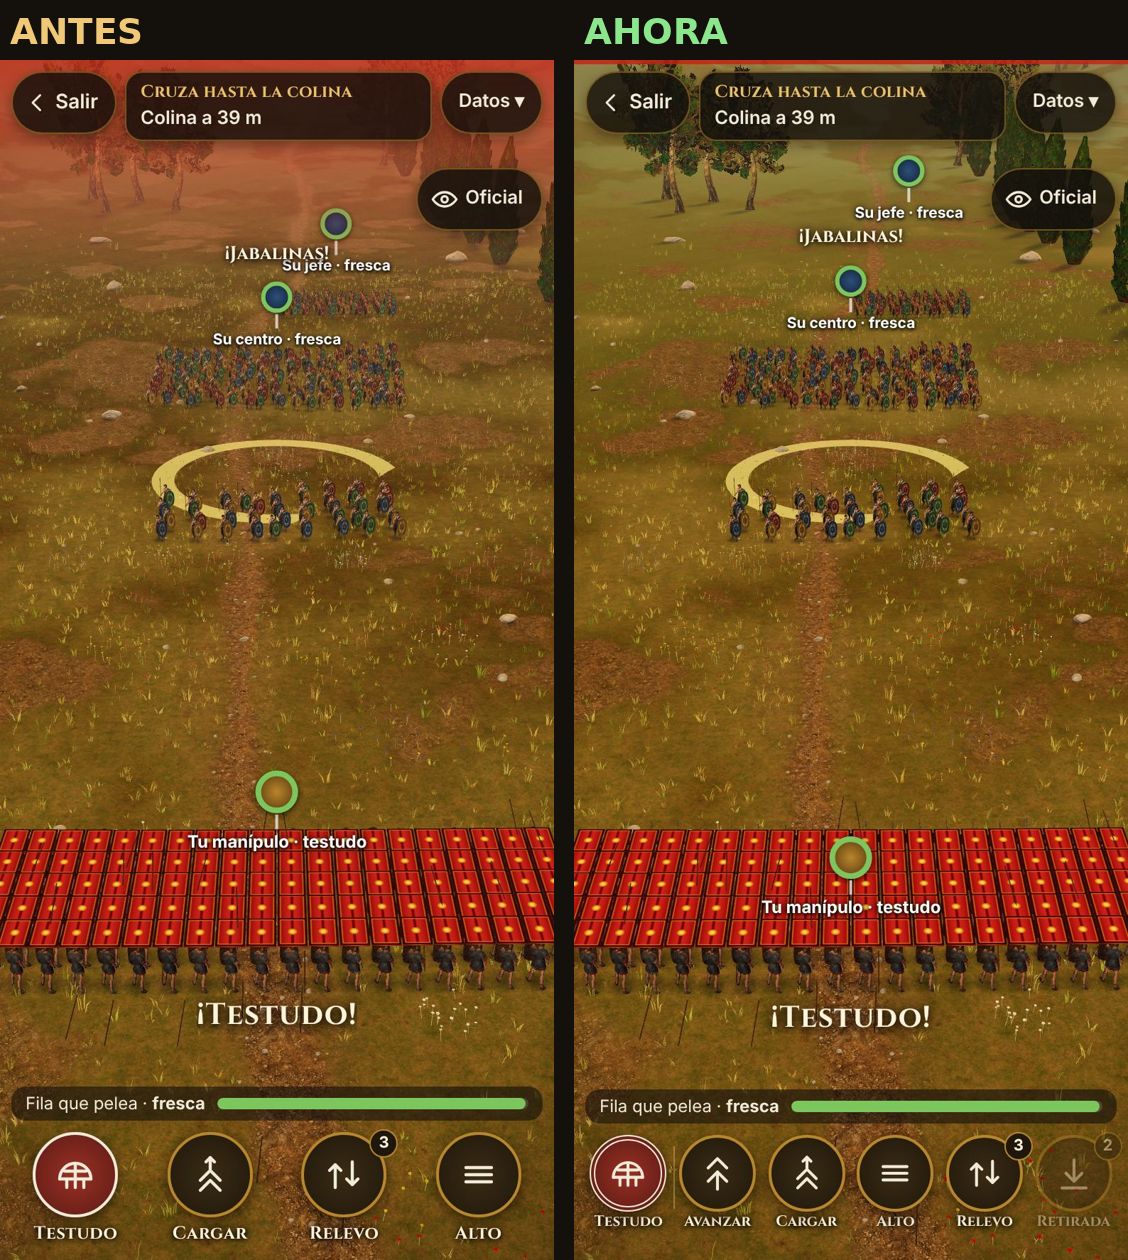 ANTES
Salir
CRUZA HASTA LA COLINA
Colina a 39 m
Datos ▾
Oficial
¡JABALINAS!
Su jefe · fresca
Su centro · fresca
Tu manípulo · testudo
¡TESTUDO!
Fila que pelea · fresca
3
TESTUDO
CARGAR
RELEVO
ALTO
AHORA
Salir
CRUZA HASTA LA COLINA
Colina a 39 m
Datos ▾
Oficial
Su jefe · fresca
¡JABALINAS!
Su centro · fresca
Tu manípulo · testudo
¡TESTUDO!
Fila que pelea · fresca
3
2
TESTUDO
AVANZAR
CARGAR
ALTO
RELEVO
RETIRADA